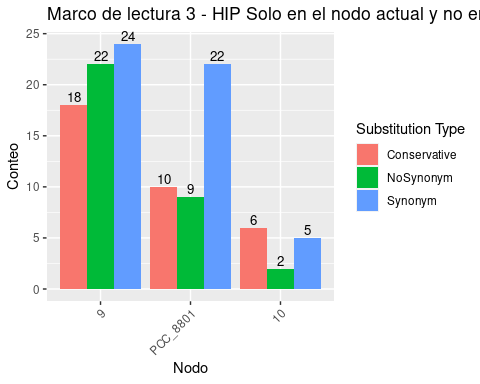 Marco de lectura 3 - HIP Solo en el nodo actual y no
Conteo
25
20
15
10
5
0
18
22
24
10
9
22
6
2
5
9
PCC_8801
10
Nodo
Substitution Type
Conservative
NoSynonym
Synonym